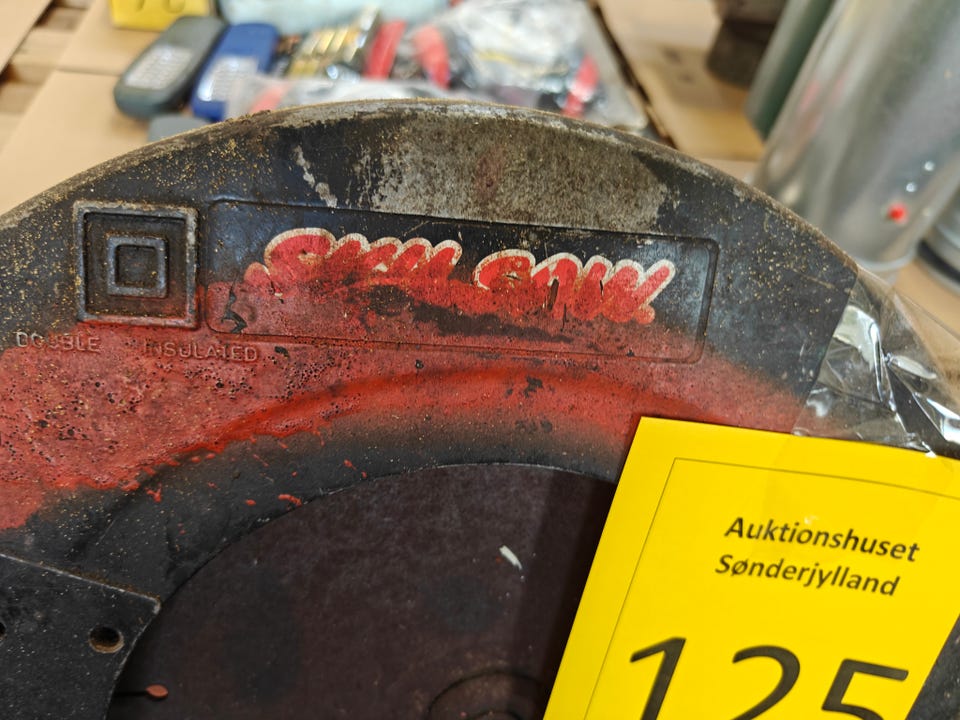 DOUBLE INSULATED
Auktionshuset
Sønderjylland
125